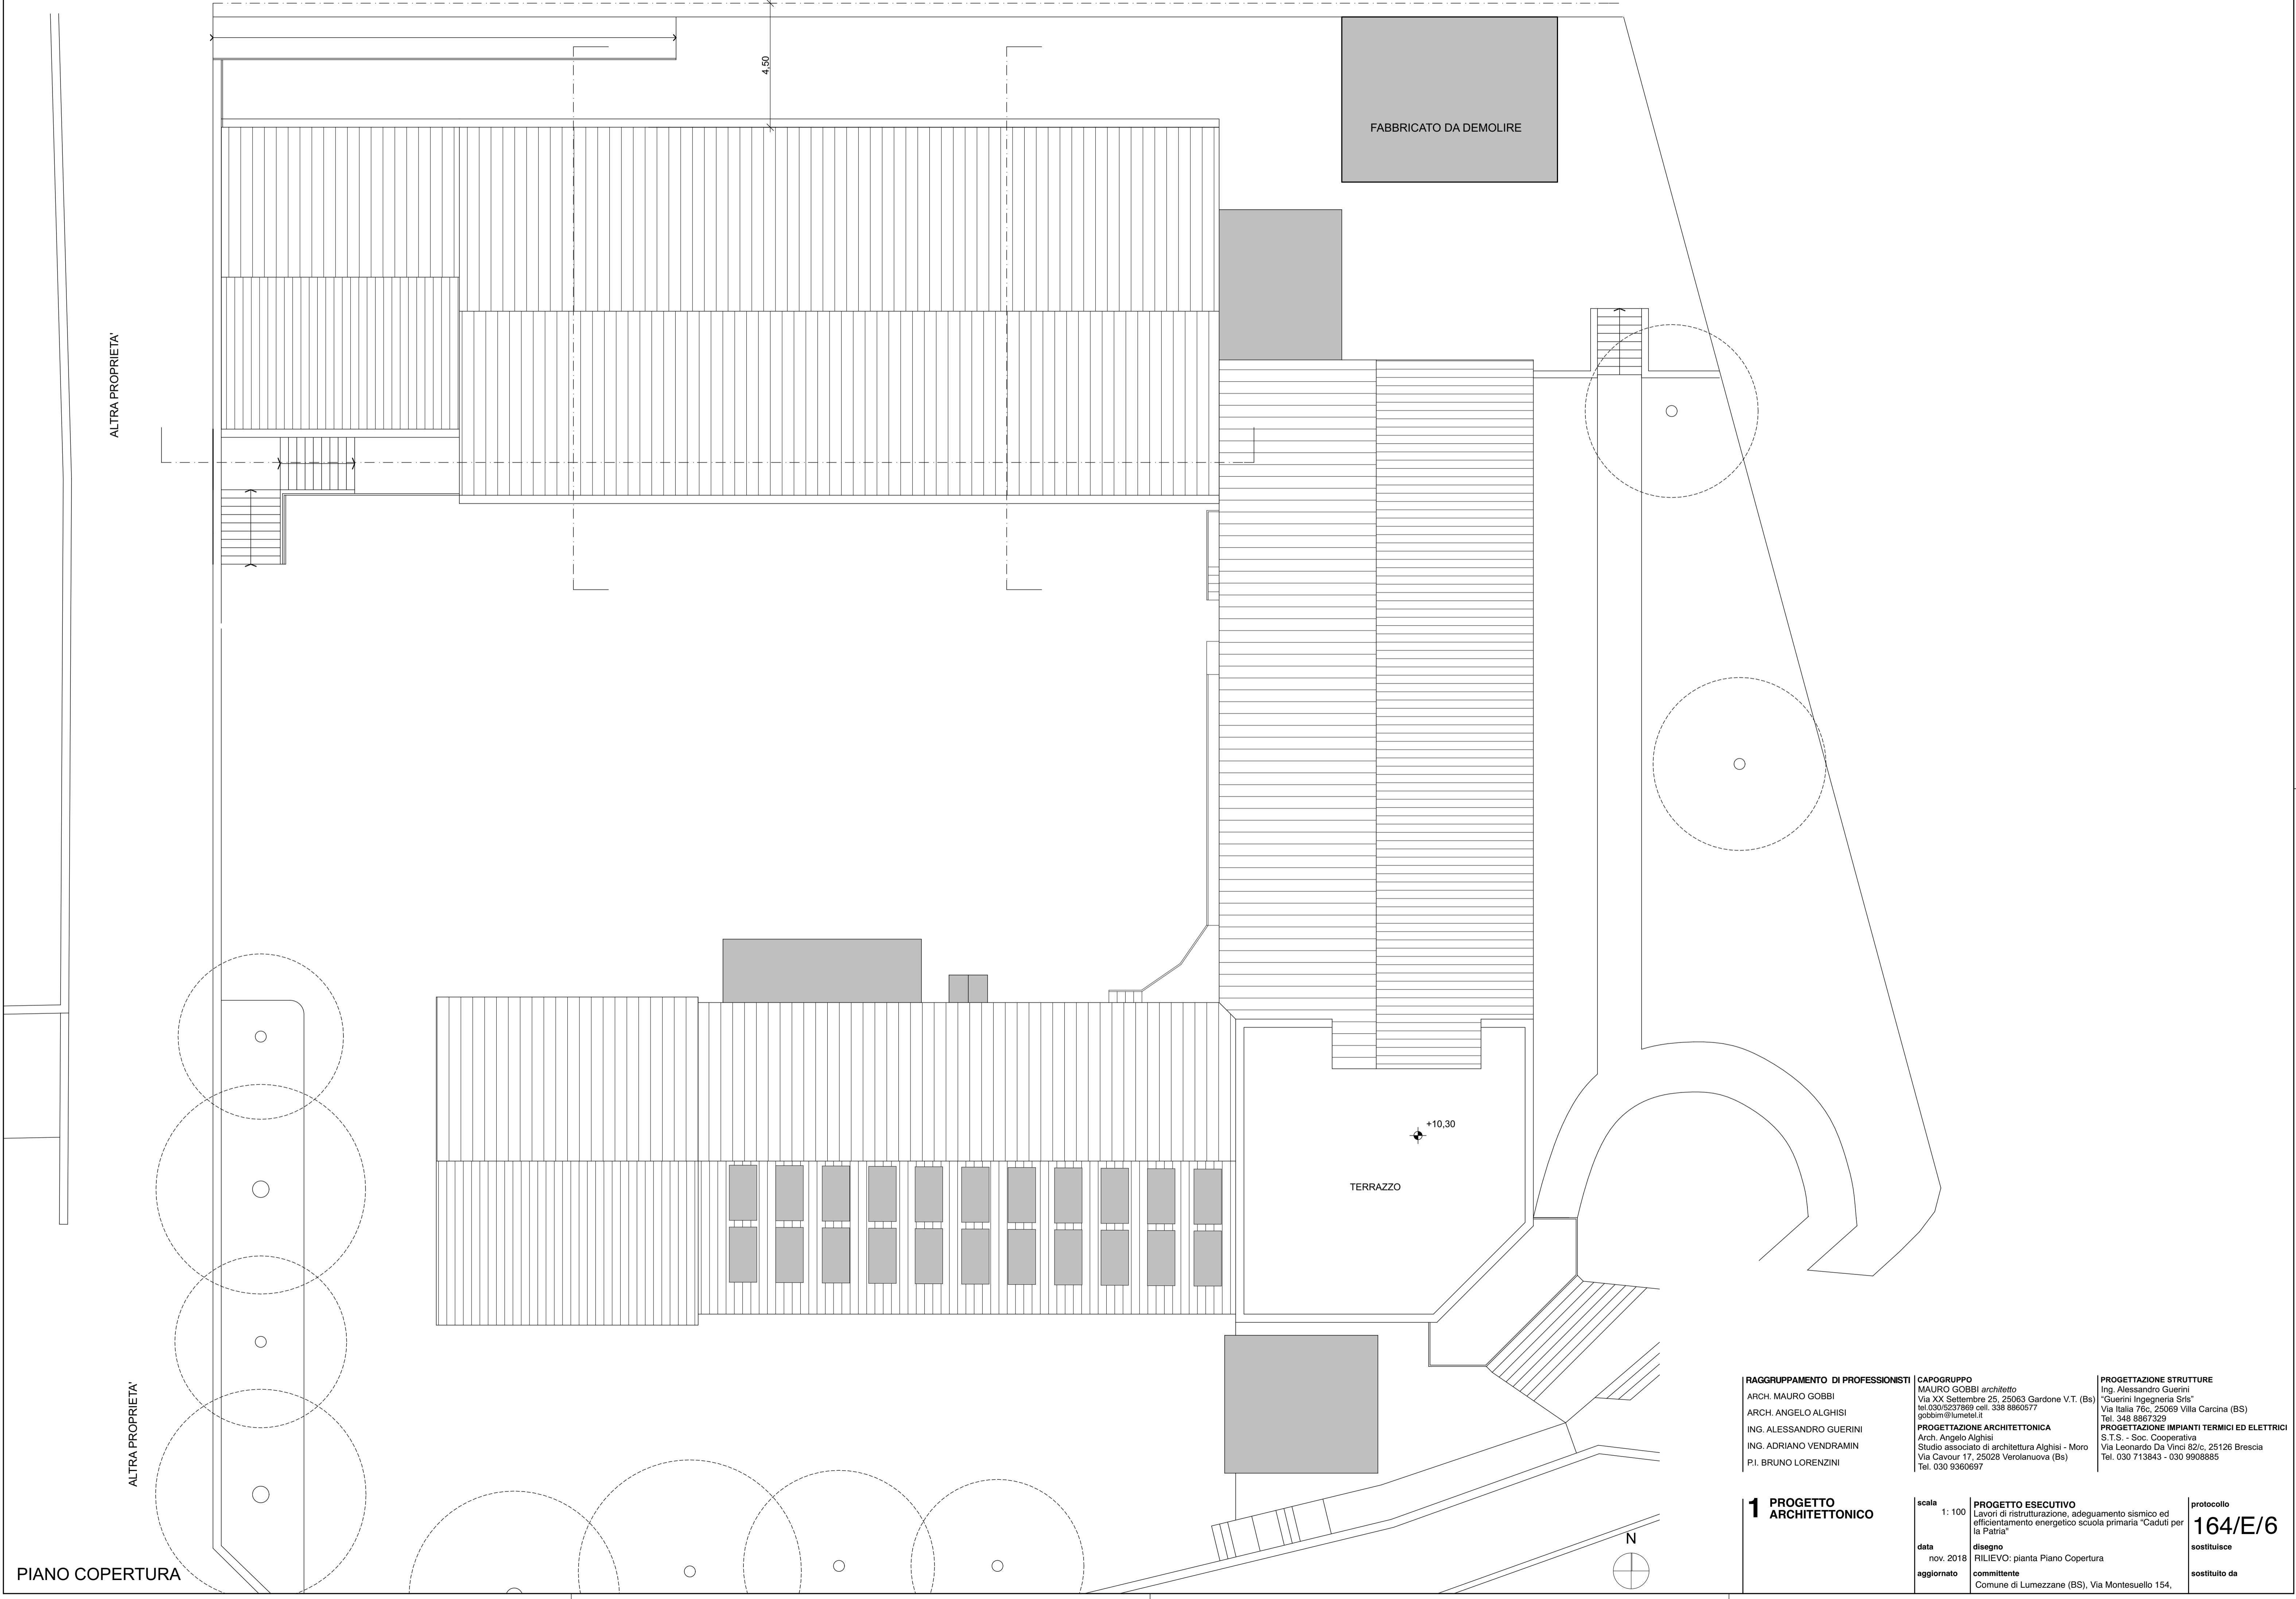 4,50
FABBRICATO DA DEMOLIRE
ALTRA PROPRIETA'
+10,30
TERRAZZO
ALTRA PROPRIETA'
PIANO COPERTURA
N
RAGGRUPPAMENTO DI PROFESSIONISTI
ARCH. MAURO GOBBI
ARCH. ANGELO ALGHISI
ING. ALESSANDRO GUERINI
ING. ADRIANO VENDRAMIN
P.I. BRUNO LORENZINI
CAPOGRUPPO
MAURO GOBBI architetto
Via XX Settembre 25, 25063 Gardone V.T. (Bs)
tel.030/5237869 cell. 338 8860577
gobbim@lumetel.it
PROGETTAZIONE ARCHITETTONICA
Arch. Angelo Alghisi
Studio associato di architettura Alghisi - Moro
Via Cavour 17, 25028 Verolanuova (Bs)
Tel. 030 9360697
PROGETTAZIONE STRUTTURE
Ing. Alessandro Guerini
"Guerini Ingegneria Srls"
Via Italia 76c, 25069 Villa Carcina (BS)
Tel. 348 8867329
PROGETTAZIONE IMPIANTI TERMICI ED ELETTRICI
S.T.S. - Soc. Cooperativa
Via Leonardo Da Vinci 82/c, 25126 Brescia
Tel. 030 713843 - 030 9908885
1 PROGETTO
ARCHITETTONICO
scala
1: 100
data
nov. 2018
aggiornato
PROGETTO ESECUTIVO
Lavori di ristrutturazione, adeguamento sismico ed
efficientamento energetico scuola primaria "Caduti per
la Patria"
disegno
RILIEVO: pianta Piano Copertura
committente
Comune di Lumezzane (BS), Via Montesuello 154,
protocollo
164/E/6
sostituisce
sostituito da